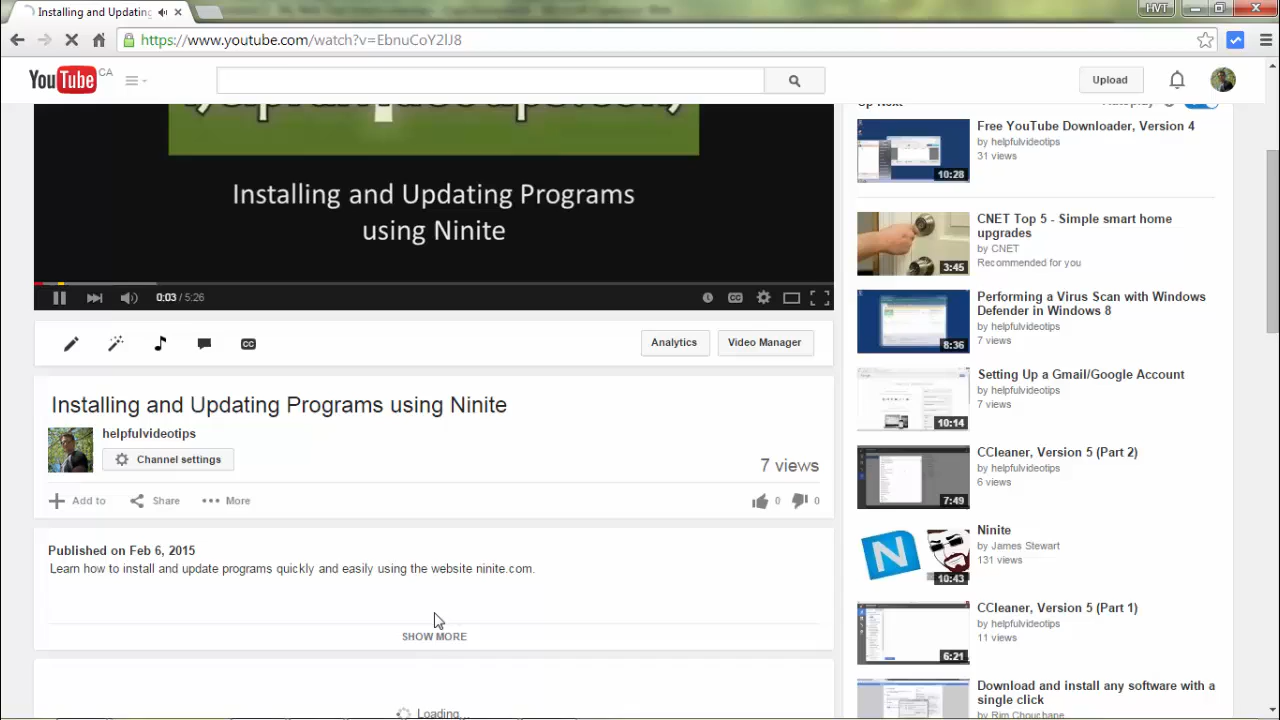 Installing and Updating
HVT
https://www.youtube.com/watch?v=EbnuCoY2lJ8
YouTube CA
Upload
Installing and Updating Programs
using Ninite
0:03 / 5:26
CC
Analytics
Video Manager
Installing and Updating Programs using Ninite
helpfulvideotips
Channel settings
7 views
Add to
Share
More
0
0
Published on Feb 6, 2015
Learn how to install and update programs quickly and easily using the website ninite.com.
SHOW MORE
Loading...
Up Next
Autoplay
Free YouTube Downloader, Version 4
by helpfulvideotips
31 views
10:28
CNET Top 5 - Simple smart home
upgrades
by CNET
Recommended for you
3:45
Performing a Virus Scan with Windows
Defender in Windows 8
by helpfulvideotips
7 views
8:36
Setting Up a Gmail/Google Account
by helpfulvideotips
7 views
10:14
CCleaner, Version 5 (Part 2)
by helpfulvideotips
6 views
7:49
Ninite
by James Stewart
131 views
N
10:43
CCleaner, Version 5 (Part 1)
by helpfulvideotips
11 views
6:21
Download and install any software with a
single click
by Rim Chouchane